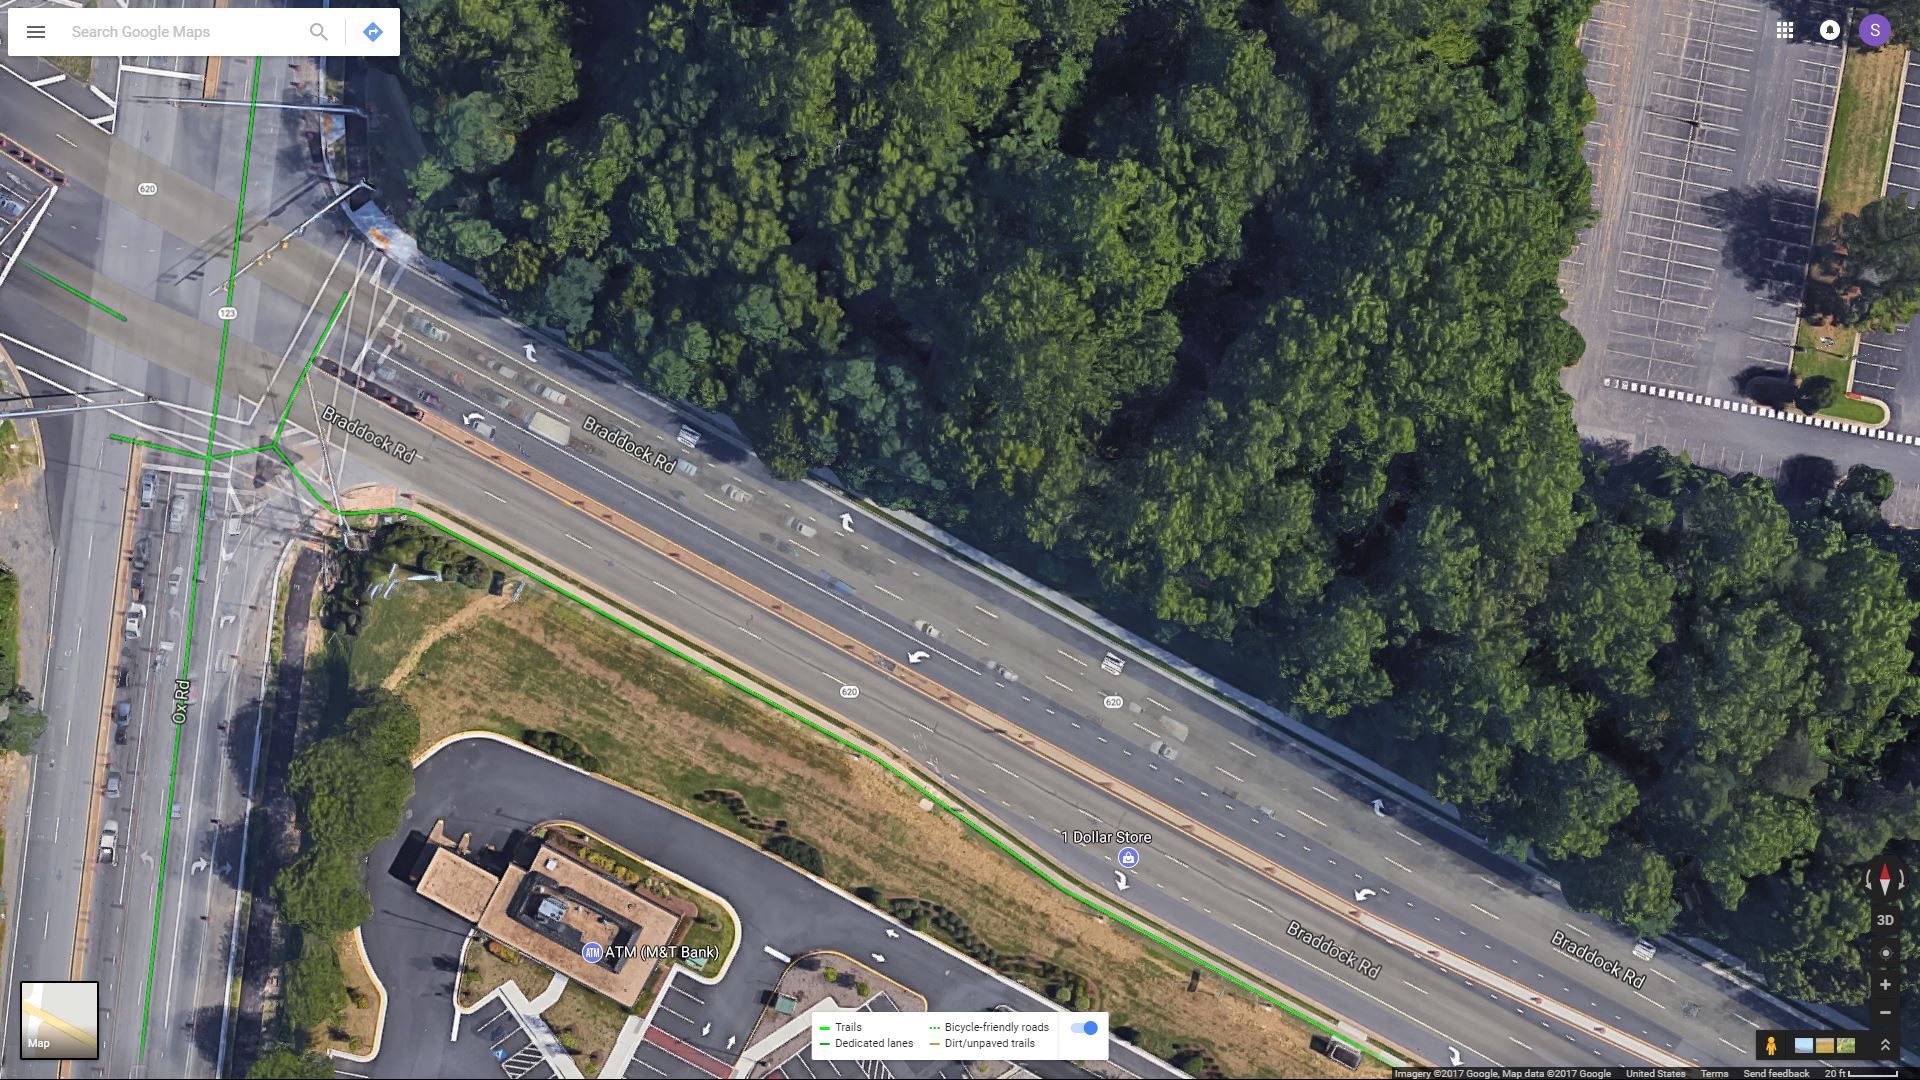 Search Google Maps
S
620
123
Braddock Rd
Braddock Rd
Ox Rd
620
620
1 Dollar Store
ATM
ATM (M&T Bank)
Braddock Rd
Braddock Rd
3D
Map
Trails
Bicycle-friendly roads
Dedicated lanes
Dirt/unpaved trails
Imagery ©2017 Google, Map data ©2017 Google United States Terms Send feedback 20 ft